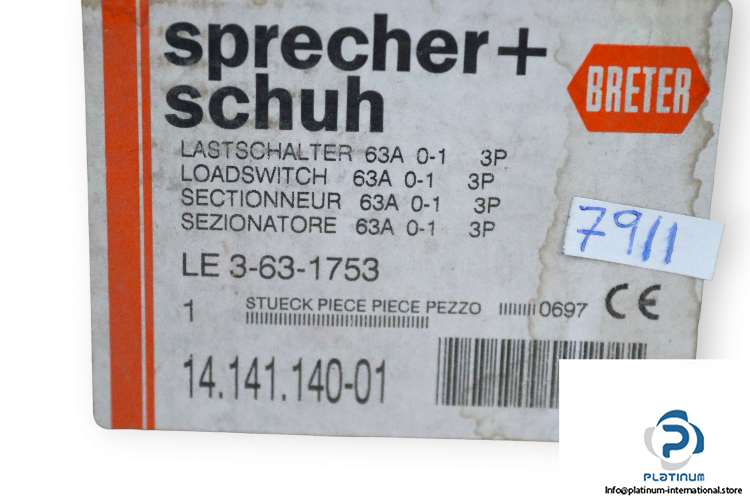 sprecher+
schuh
BRETER
LASTSCHALTER 63A 0-1 3P
LOADSWITCH 63A 0-1 3P
SECTIONNEUR 63A 0-1 3P
SEZIONATORE 63A 0-1 3P
79/1
LE 3-63-1753
1 STUECK PIECE PIECE PEZZO 0697 CE
14.141.140-01
PLATINUM
Info@platinum-international.store